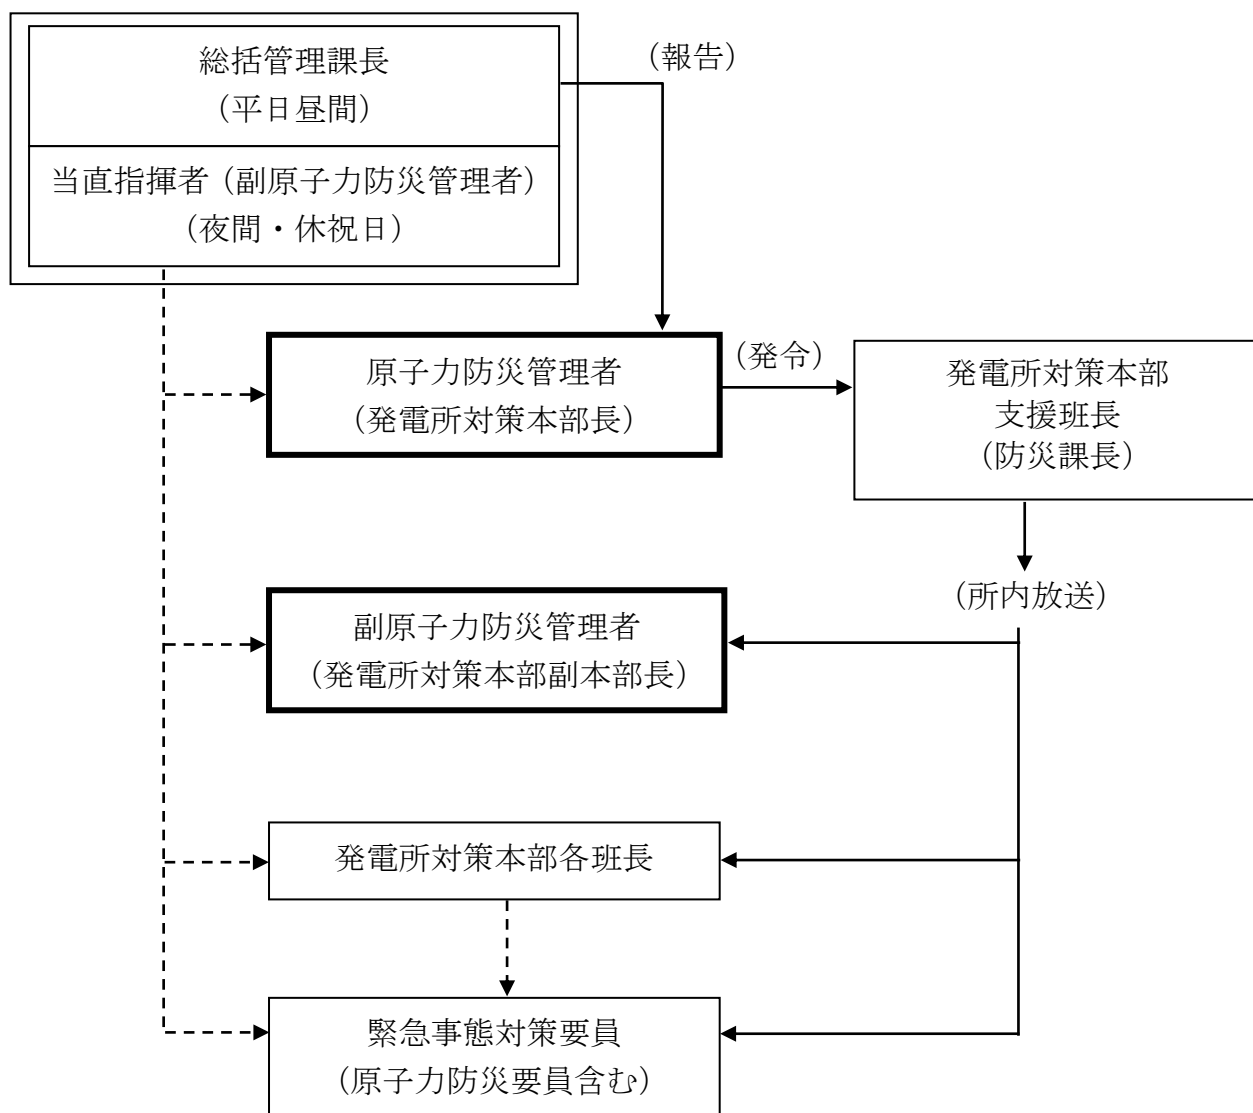 総括管理課長
（平日昼間）
（報告）
当直指揮者（副原子力防災管理者）
（夜間・休祝日）
原子力防災管理者
（発電所対策本部長）
（発令）
発電所対策本部
支援班長
（防災課長）
（所内放送）
副原子力防災管理者
（発電所対策本部副本部長）
発電所対策本部各班長
緊急事態対策要員
（原子力防災要員含む）